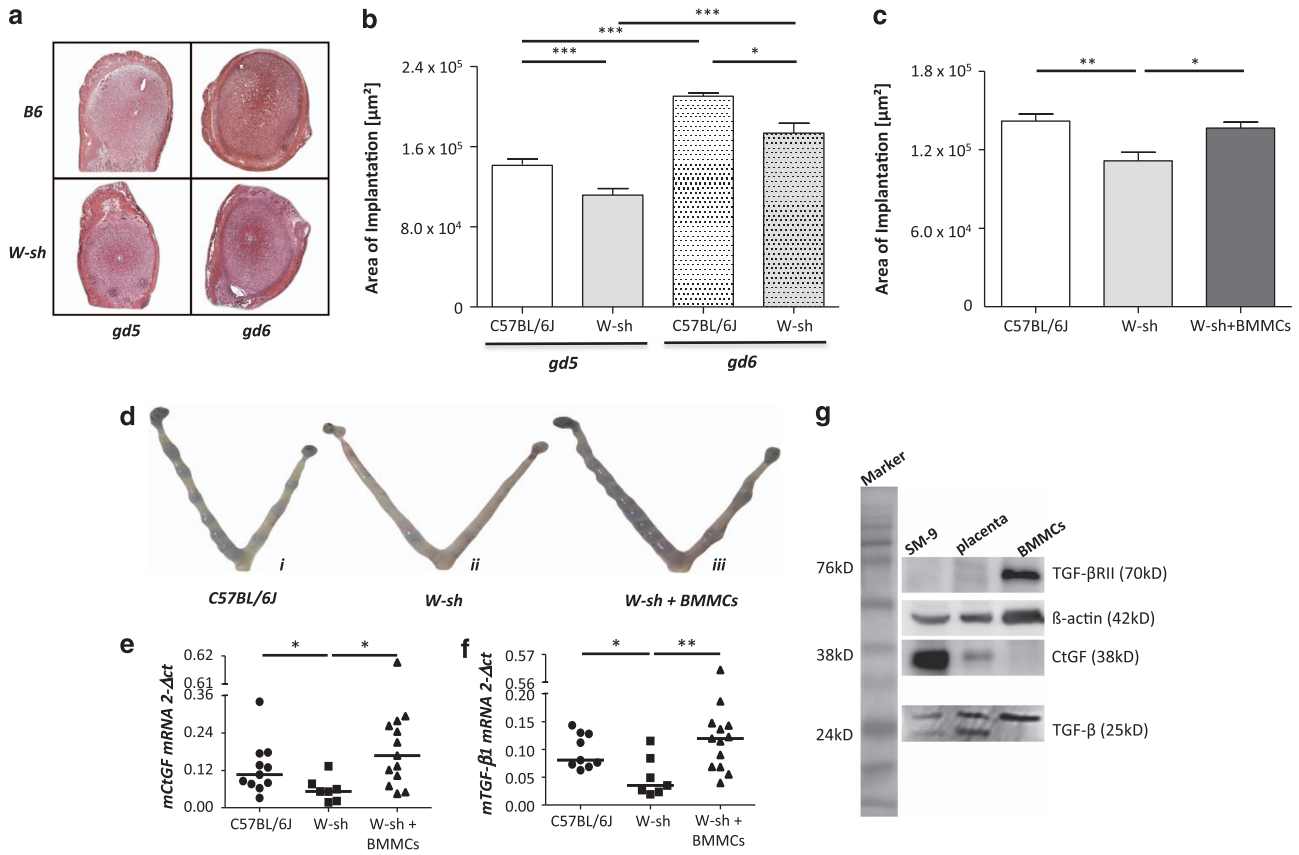 a
B6
W-sh
gd5
gd6
b
***
***
***
*
Area of Implantation [µm²]
2.4 x 10⁵
1.6 x 10⁵
8.0 x 10⁴
0
C57BL/6J
W-sh
C57BL/6J
W-sh
gd5
gd6
c
**
*
Area of Implantation [µm²]
1.8 x 10⁵
1.2 x 10⁵
6.0 x 10⁴
0
C57BL/6J
W-sh
W-sh+BMMCs
d
i
ii
iii
C57BL/6J
W-sh
W-sh + BMMCs
e
*
*
mCtGF mRNA 2-Δct
0.62
0.61
0.36
0.24
0.12
0.00
C57BL/6J
W-sh
W-sh +
BMMCs
f
*
**
mTGF-β1 mRNA 2-Δct
0.57
0.56
0.20
0.15
0.10
0.05
0.00
C57BL/6J
W-sh
W-sh +
BMMCs
g
Marker
SM-9
placenta
BMMCs
76kD
38kD
24kD
TGF-βRII (70kD)
ß-actin (42kD)
CtGF (38kD)
TGF-β (25kD)